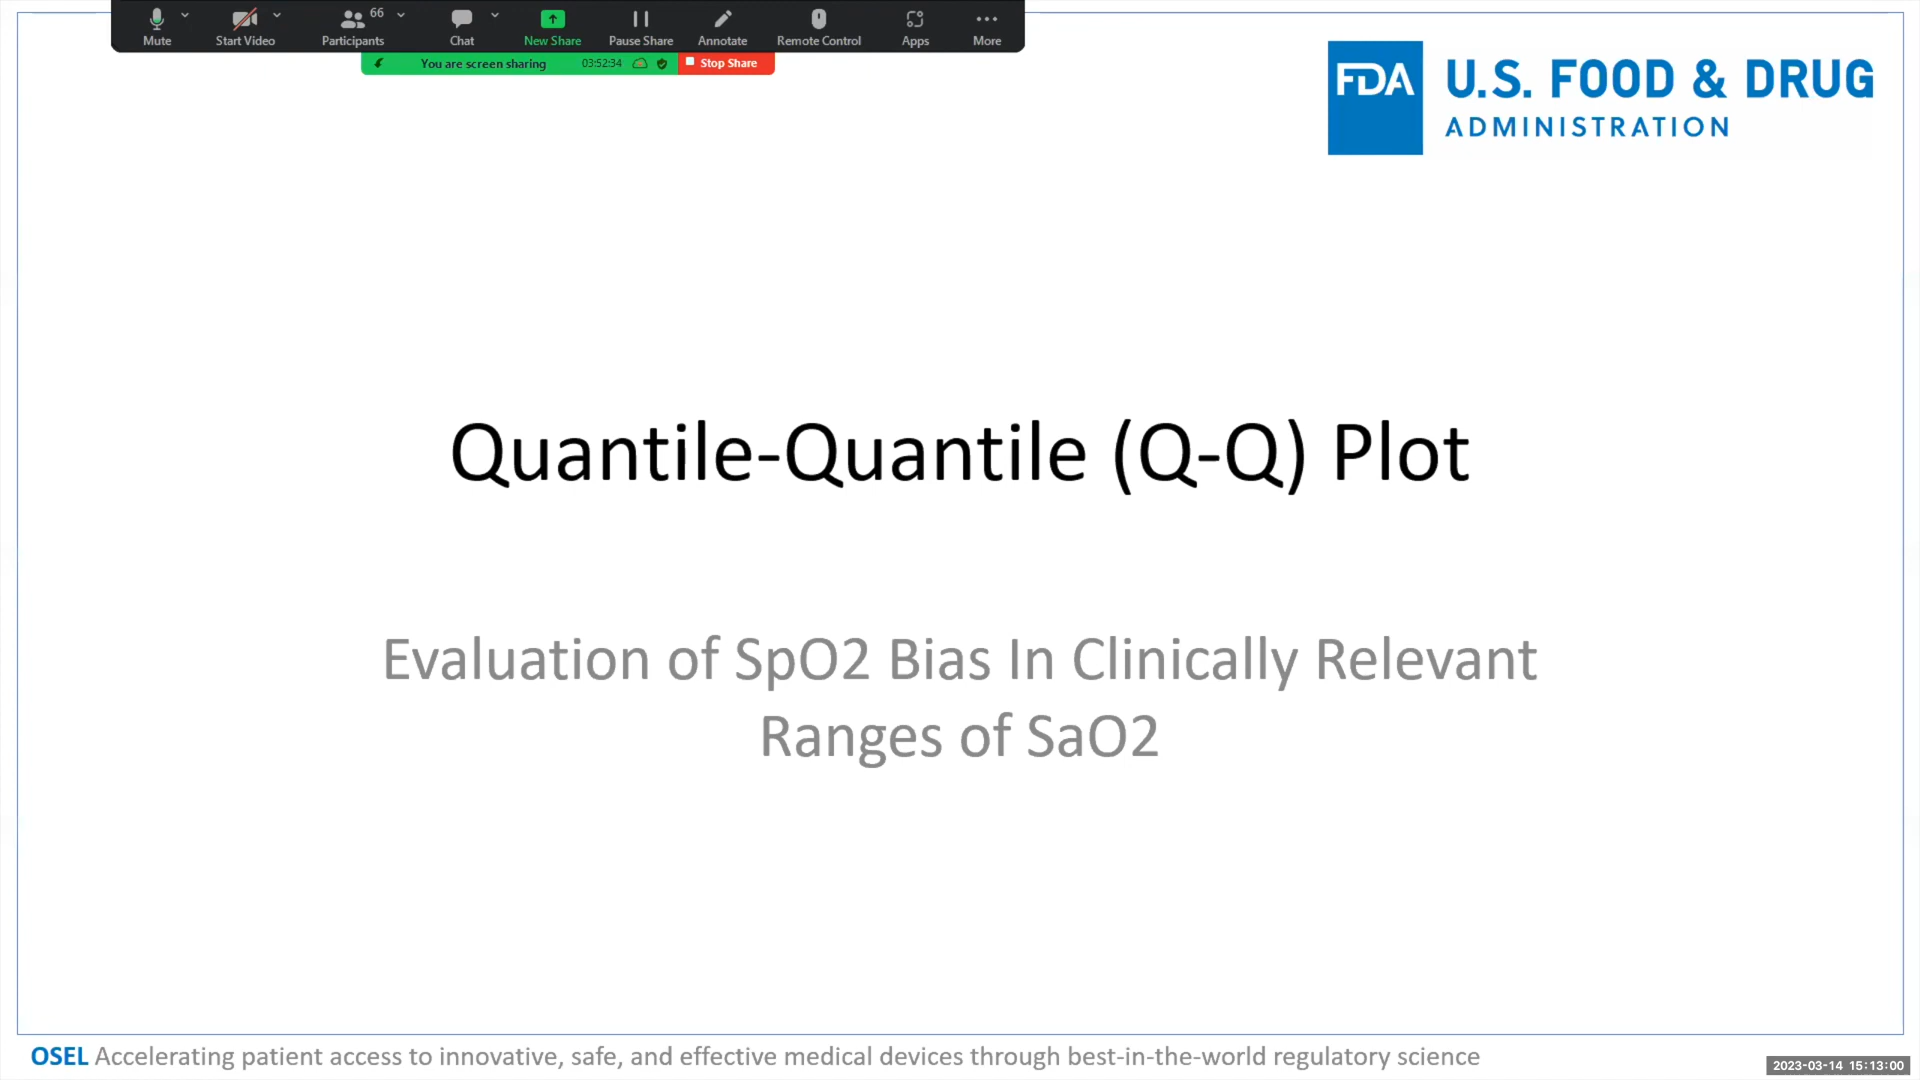 Mute
Start Video
66
Participants
Chat
New Share
Pause Share
Annotate
Remote Control
Apps
More
You are screen sharing
03:52:34
Stop Share
FDA
U.S. FOOD & DRUG
ADMINISTRATION
Quantile-Quantile (Q-Q) Plot
Evaluation of SpO2 Bias In Clinically Relevant
Ranges of SaO2
OSEL Accelerating patient access to innovative, safe, and effective medical devices through best-in-the-world regulatory science
2023-03-14 15:13:00